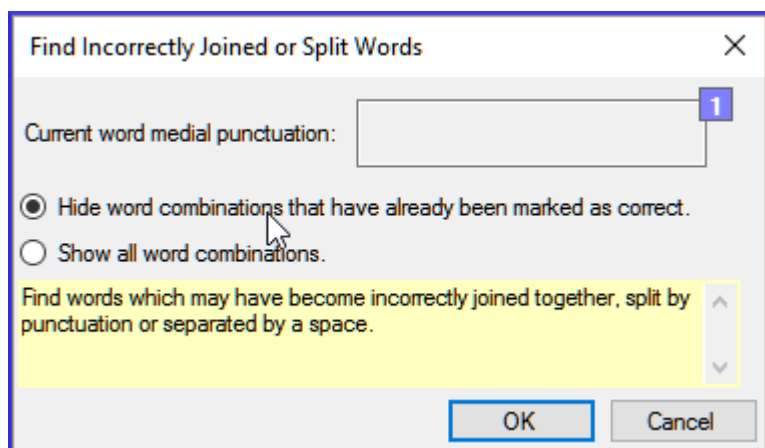 Find Incorrectly Joined or Split Words
1
Current word medial punctuation:
Hide word combinations that have already been marked as correct.
Show all word combinations.
Find words which may have become incorrectly joined together, split by
punctuation or separated by a space.
OK Cancel